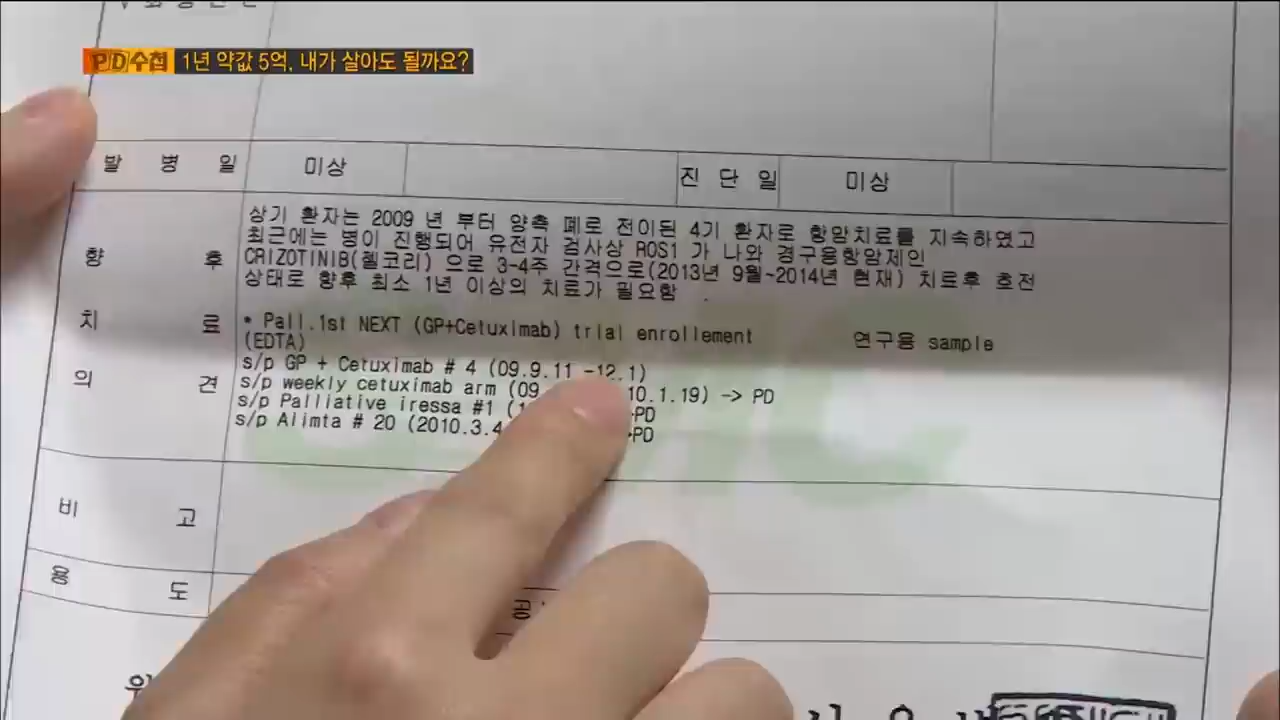 PD수첩 1년 약값 5억, 내가 살아도 될까요?
발 병 일 미상 진 단 일 미상
상기 환자는 2009 년 부터 양측 폐로 전이된 4기 환자로 항암치료를 지속하였고
최근에는 병이 진행되어 유전자 검사상 ROS1 가 나와 경구용항암제인
CRIZOTINIB(젤코리) 으로 3-4주 간격으로(2013년 9월~2014년 현재) 치료후 호전
상태로 향후 최소 1년 이상의 치료가 필요함 .
향 후
치 료
의 견
* Pall.1st NEXT (GP+Cetuximab) trial enrollement 연구용 sample
(EDTA)
s/p GP + Cetuximab # 4 (09.9.11 -12.1)
s/p weekly cetuximab arm (09. 10.1.19) -> PD
s/p Palliative iressa #1 (1 PD
s/p Alimta # 20 (2010.3.4 PD
비 고
용 도